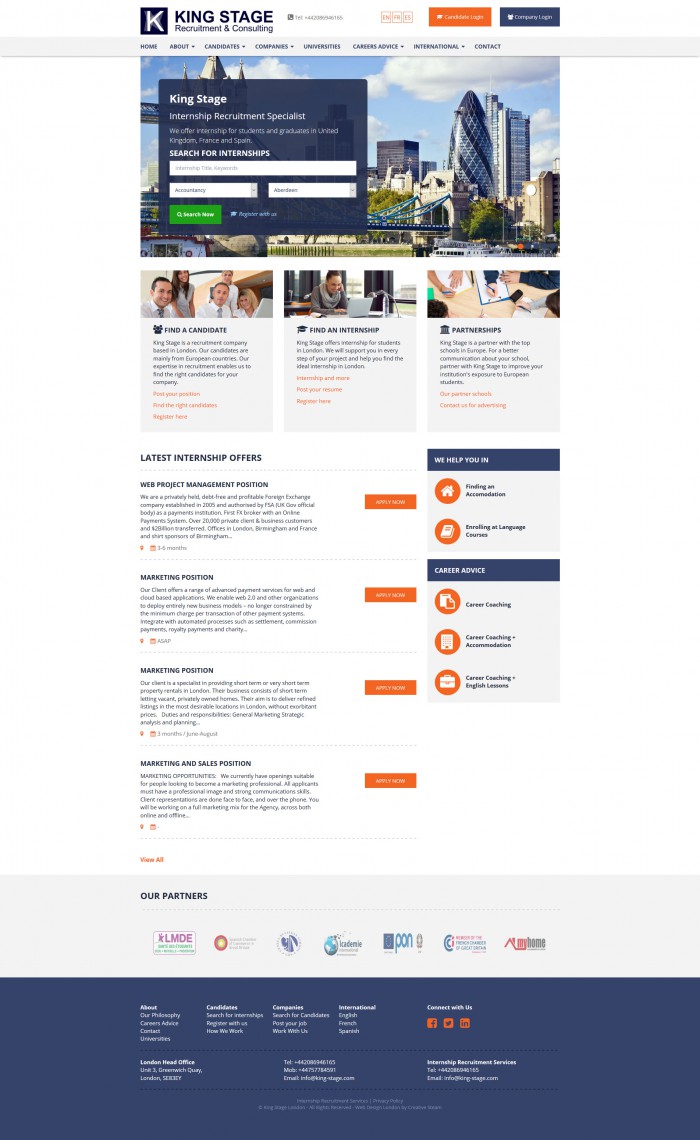 KING STAGE
Recruitment & Consulting
Tel: +442086946165
EN FR ES
Candidate Login
Company Login
HOME ABOUT CANDIDATES COMPANIES UNIVERSITIES CAREERS ADVICE INTERNATIONAL CONTACT
King Stage
Internship Recruitment Specialist
We offer internship for students and graduates in United
Kingdom, France and Spain.
SEARCH FOR INTERNSHIPS
Internship Title, Keywords
Accountancy
Aberdeen
Search Now
Register with us
FIND A CANDIDATE
King Stage is a recruitment company
based in London. Our candidates are
mainly from European countries. Our
expertise in recruitment enables us to
find the right candidates for your
company.
Post your position
Find the right candidates
Register here
FIND AN INTERNSHIP
King Stage offers internship for students
in London. We will support you in every
step of your project and help you find the
ideal internship in London.
Internship and more
Post your resume
Register here
PARTNERSHIPS
King Stage is a partner with the top
schools in Europe. For a better
communication about your school,
partner with King Stage to improve your
institution's exposure to European
students.
Our partner schools
Contact us for advertising
LATEST INTERNSHIP OFFERS
WEB PROJECT MANAGEMENT POSITION
We are a privately held, debt-free and profitable Foreign Exchange
company established in 2005 and authorised by FSA (UK Gov official
body) as a payments institution. First FX broker with an Online
Payments System. Over 20,000 private client & business customers
and $2Billion transferred. Offices in London, Birmingham and France
and shirt sponsors of Birmingham...
3-6 months
APPLY NOW
MARKETING POSITION
Our Client offers a range of advanced payment services for web and
cloud based applications. We enable web 2.0 and other organizations
to deploy entirely new business models – no longer constrained by
the minimum charge per transaction of other payment systems.
Integrate with automated processes such as settlement, commission
payments, royalty payments and charity...
ASAP
APPLY NOW
MARKETING POSITION
Our client is a specialist in providing short term or very short term
property rentals in London. Their business consists of short term
letting vacant, privately owned homes. Their aim is to deliver refined
listings in the most desirable locations in London, without exorbitant
prices. Duties and responsibilities: General Marketing Strategic
analysis and planning...
3 months / June-August
APPLY NOW
MARKETING AND SALES POSITION
MARKETING OPPORTUNITIES: We currently have openings suitable
for people looking to become a marketing professional. All applicants
must have a professional image and strong communications skills.
Client representations are done face to face, and over the phone. You
will be working on a full marketing mix for the Agency, across both
online and offline...
-
APPLY NOW
View All
WE HELP YOU IN
Finding an
Accomodation
Enrolling at Language
Courses
CAREER ADVICE
Career Coaching
Career Coaching +
Accommodation
Career Coaching +
English Lessons
OUR PARTNERS
LMDE
Icademie
pon
MEMBER OF THE
FRENCH CHAMBER
OF GREAT BRITAIN
myhome
About
Our Philosophy
Careers Advice
Contact
Universities
Candidates
Search for Internships
Register with us
How We Work
Companies
Search for Candidates
Post your job
Work With Us
International
English
French
Spanish
Connect with Us
London Head Office
Unit 3, Greenwich Quay,
London, SE83EY
Tel: +442086946165
Mob: +44757784591
Email: info@king-stage.com
Internship Recruitment Services
Tel: +442086946165
Email: info@king-stage.com
Internship Recruitment Services | Privacy Policy
© King Stage London - All Rights Reserved - Web Design London by Creative Ibiaze